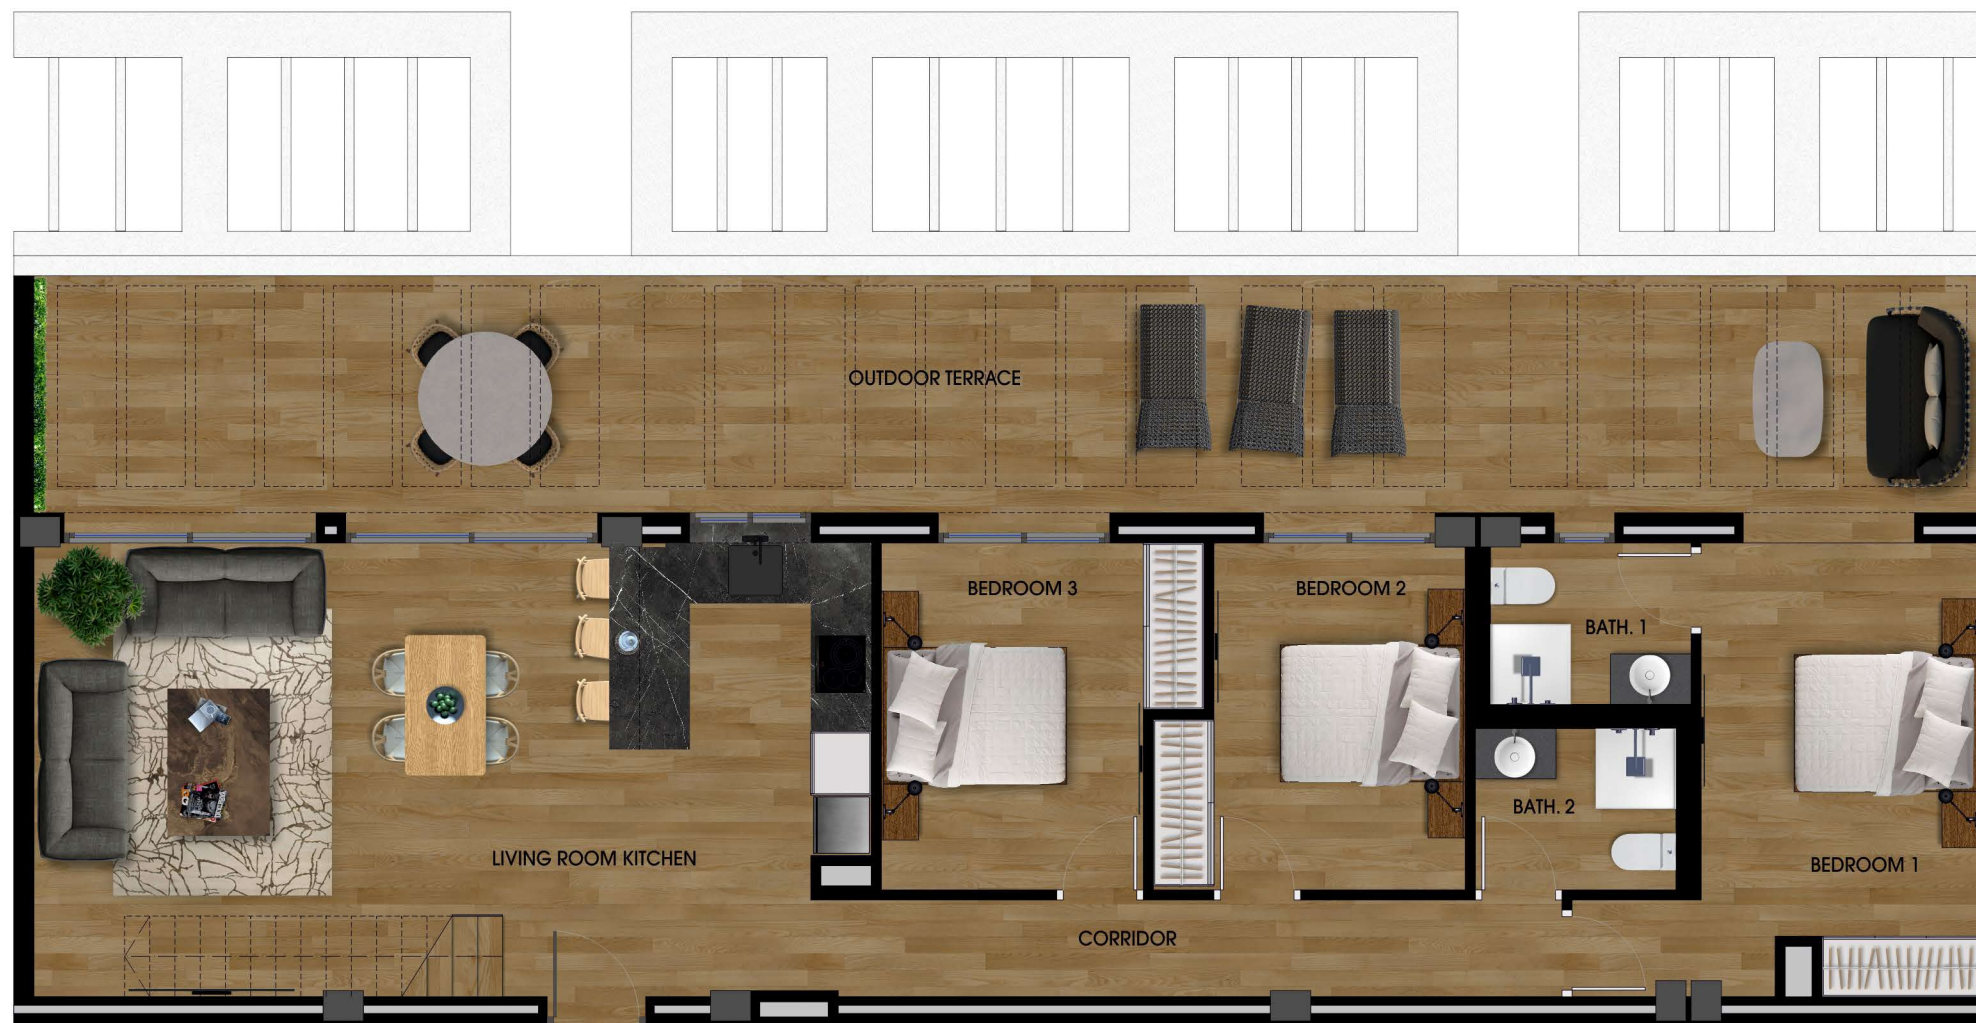 OUTDOOR TERRACE
BEDROOM 3
BEDROOM 2
BATH. 1
BATH. 2
LIVING ROOM KITCHEN
BEDROOM 1
CORRIDOR